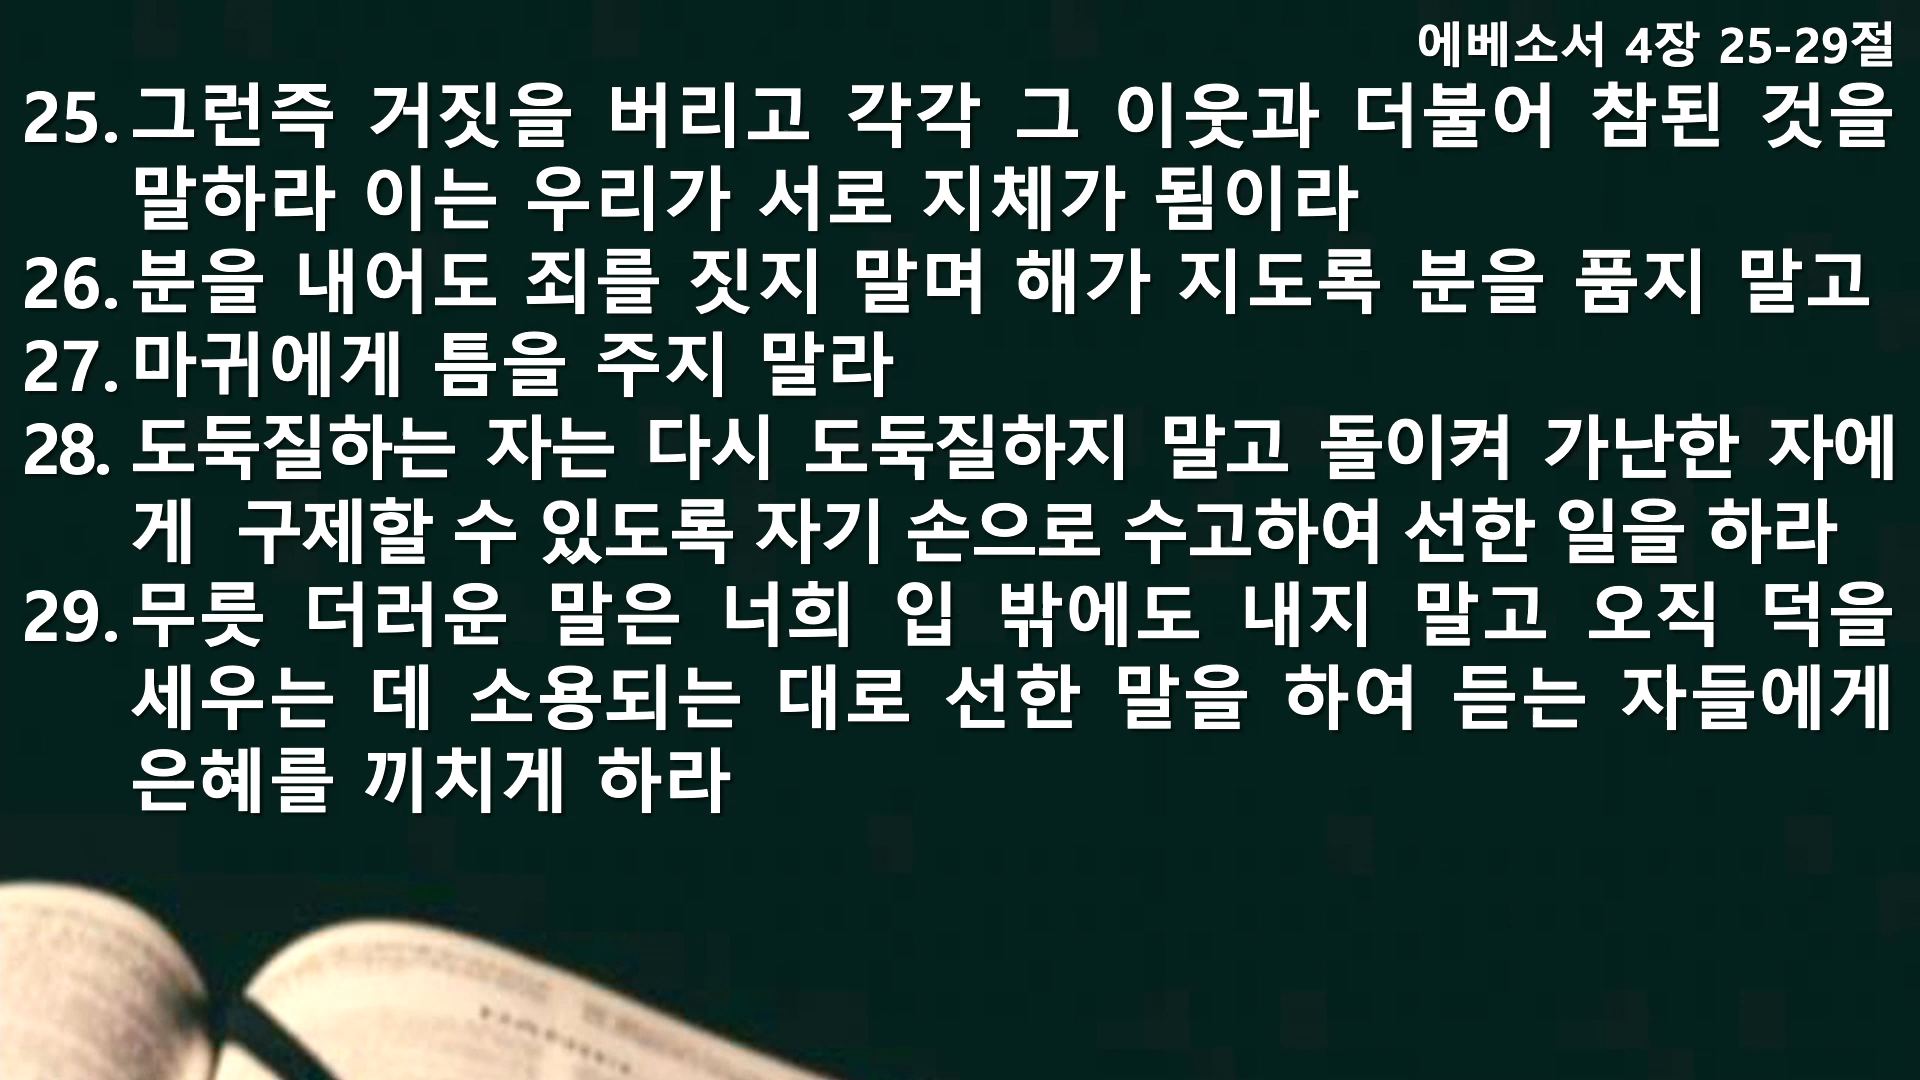 에베소서 4장 25-29절
25. 그런즉 거짓을 버리고 각각 그 이웃과 더불어 참된 것을
말하라 이는 우리가 서로 지체가 됨이라
26. 분을 내어도 죄를 짓지 말며 해가 지도록 분을 품지 말고
27. 마귀에게 틈을 주지 말라
28. 도둑질하는 자는 다시 도둑질하지 말고 돌이켜 가난한 자에
게 구제할 수 있도록 자기 손으로 수고하여 선한 일을 하라
29. 무릇 더러운 말은 너희 입 밖에도 내지 말고 오직 덕을
세우는 데 소용되는 대로 선한 말을 하여 듣는 자들에게
은혜를 끼치게 하라